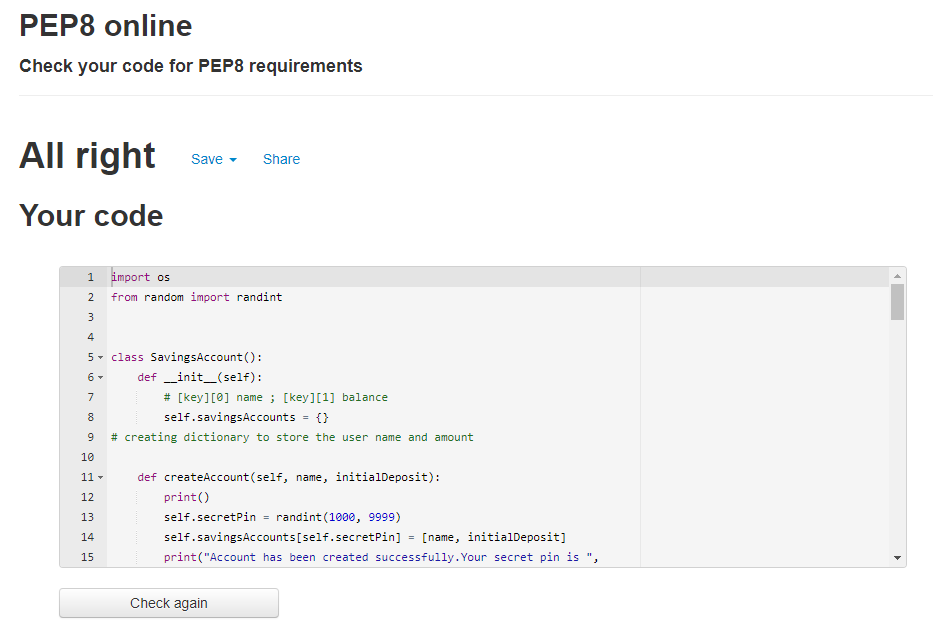 PEP8 online
Check your code for PEP8 requirements
All right Save Share
Your code
1 import os
2 from random import randint
3
4
5 class SavingsAccount():
6     def __init__(self):
7         # [key][0] name ; [key][1] balance
8         self.savingsAccounts = {}
9 # creating dictionary to store the user name and amount
10
11     def createAccount(self, name, initialDeposit):
12         print()
13         self.secretPin = randint(1000, 9999)
14         self.savingsAccounts[self.secretPin] = [name, initialDeposit]
15         print("Account has been created successfully.Your secret pin is ",
Check again